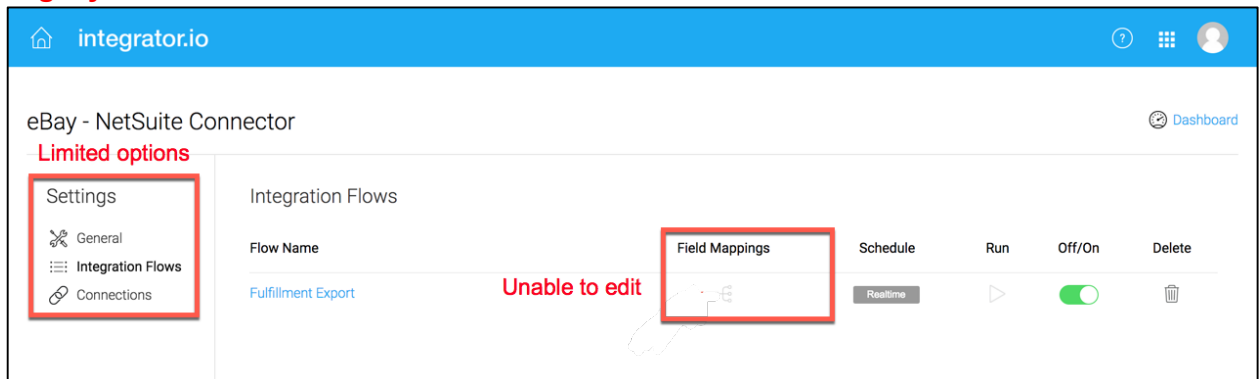 integrator.io
?
eBay - NetSuite Connector
Dashboard
Limited options
Settings
General
Integration Flows
Connections
Integration Flows
Flow Name Field Mappings Schedule Run Off/On Delete
Fulfillment Export Unable to edit Realtime